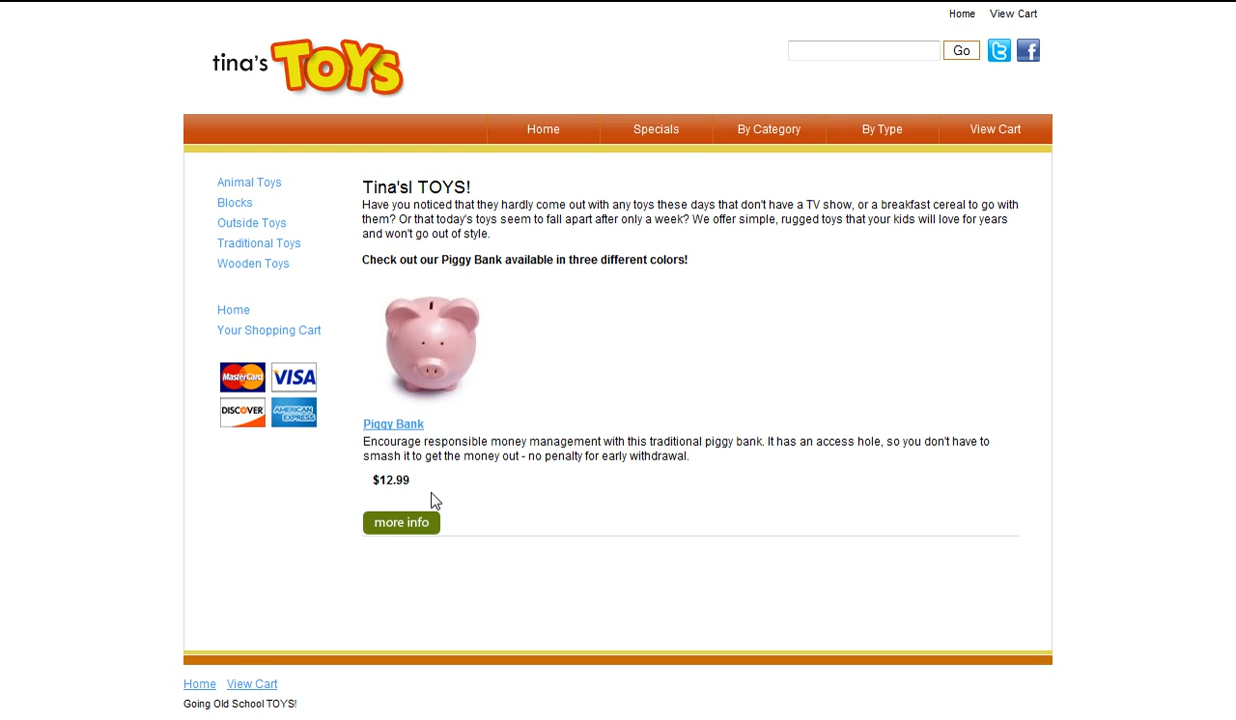 Home View Cart
tina's TOYS
Go
Home Specials By Category By Type View Cart
Animal Toys
Blocks
Outside Toys
Traditional Toys
Wooden Toys
Home
Your Shopping Cart
MasterCard VISA
DISCOVER AMERICAN EXPRESS
Tina'sl TOYS!
Have you noticed that they hardly come out with any toys these days that don't have a TV show, or a breakfast cereal to go with
them? Or that today's toys seem to fall apart after only a week? We offer simple, rugged toys that your kids will love for years
and won't go out of style.
Check out our Piggy Bank available in three different colors!
Piggy Bank
Encourage responsible money management with this traditional piggy bank. It has an access hole, so you don't have to
smash it to get the money out - no penalty for early withdrawal.
$12.99
more info
Home View Cart
Going Old School TOYS!